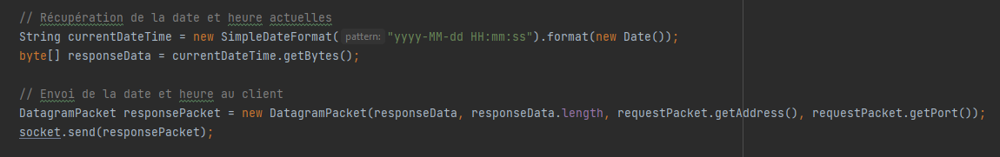 // Récupération de la date et heure actuelles
String currentDateTime = new SimpleDateFormat( pattern: "yyyy-MM-dd HH:mm:ss").format(new Date());
byte[] responseData = currentDateTime.getBytes();
// Envoi de la date et heure au client
DatagramPacket responsePacket = new DatagramPacket(responseData, responseData.length, requestPacket.getAddress(), requestPacket.getPort());
socket.send(responsePacket);